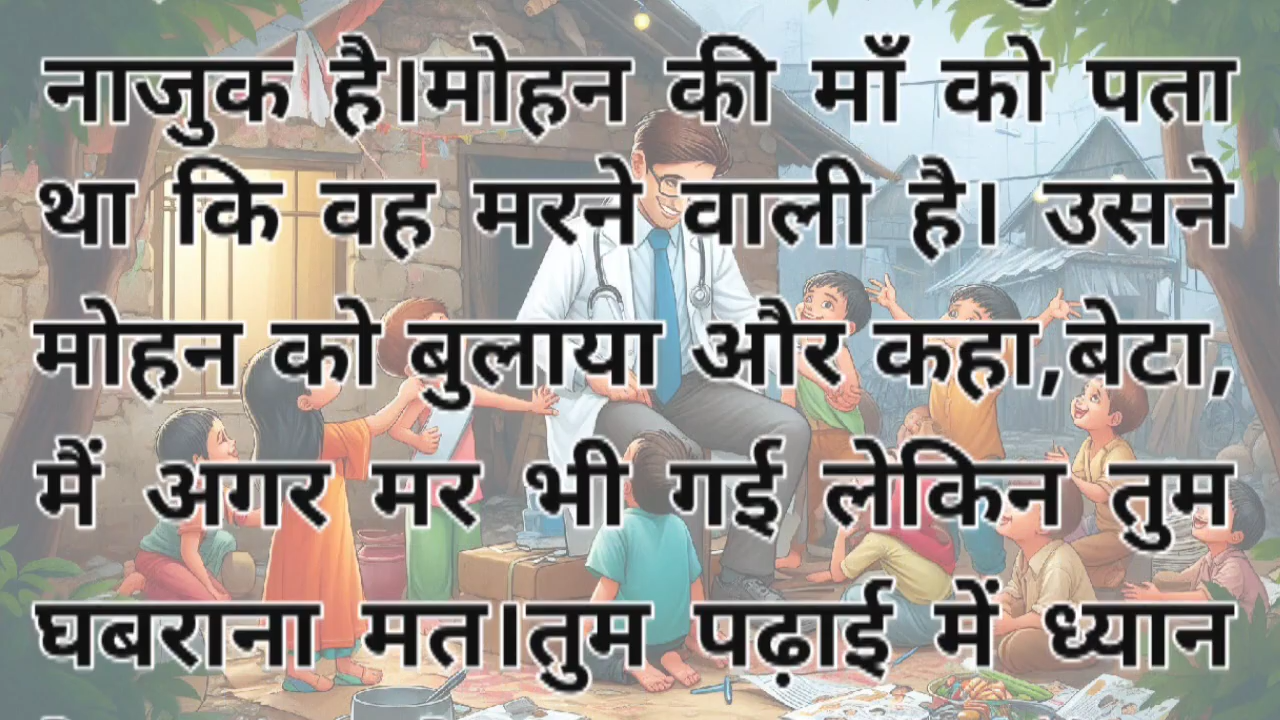 नाजुक है।मोहन की माँ को पता
था कि वह मरने वाली है। उसने
मोहन को बुलाया और कहा,बेटा,
मैं अगर मर भी गई लेकिन तुम
घबराना मत।तुम पढ़ाई में ध्यान